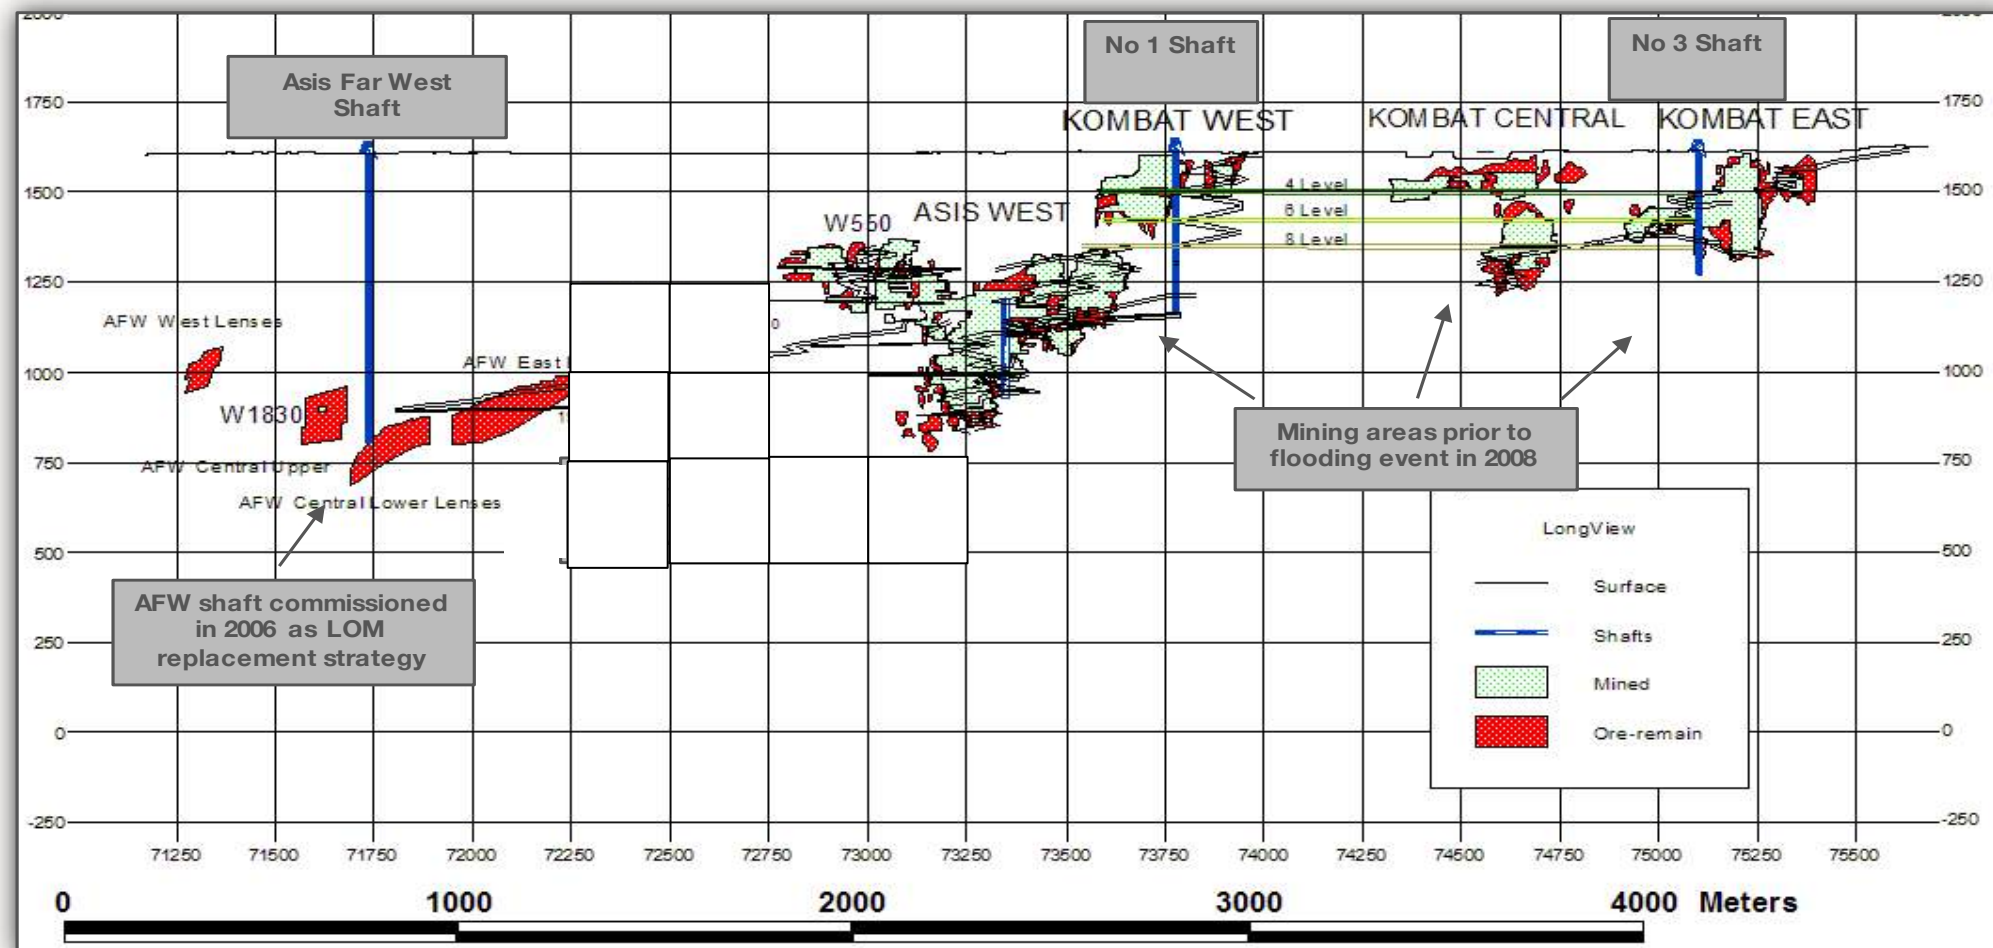 2000
No 1 Shaft
No 3 Shaft
Asis Far West
Shaft
1750
1750
KOMBAT WEST
KOMBAT CENTRAL
KOMBAT EAST
1500
4 Level
1500
W550
ASIS WEST
6 Level
8 Level
1250
1250
AFW West Lenses
0
AFW East
1000
1000
W1830
Mining areas prior to
flooding event in 2008
750
AFW Central Upper
750
AFW Central Lower Lenses
LongView
500
500
Surface
AFW shaft commissioned
in 2006 as LOM
replacement strategy
Shafts
250
250
Mined
0
Ore-remain
0
-250
-250
71250 71500 71750 72000 72250 72500 72750 73000 73250 73500 73750 74000 74250 74500 74750 75000 75250 75500
0 1000 2000 3000 4000 Meters